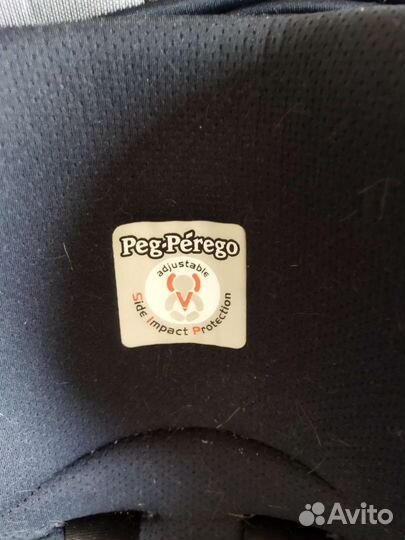 Peg-Pérego
adjustable
Side Impact Protection
Avito